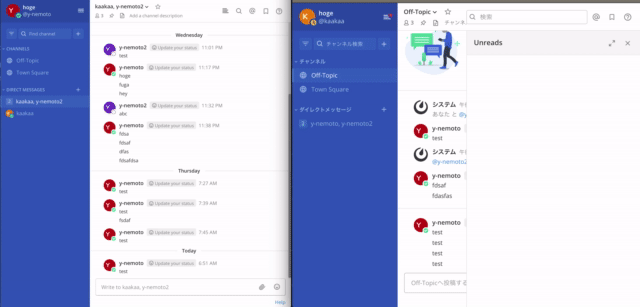 hoge
@y-nemoto
Find channel
CHANNELS
Off-Topic
Town Square
DIRECT MESSAGES
kaakaa, y-nemoto2
kaakaa
kaakaa, y-nemoto2
3
Add a channel description
Wednesday
y-nemoto2 Update your status 11:01 PM
test
y-nemoto Update your status 11:17 PM
hoge
fuga
hey
y-nemoto2 Update your status 11:32 PM
abc
y-nemoto Update your status 11:38 PM
fdsa
fdsaf
dfas
fdsafdsa
Thursday
y-nemoto Update your status 7:27 AM
test
y-nemoto Update your status 7:39 AM
test
fsdaf
y-nemoto Update your status 7:45 AM
test
Today
y-nemoto Update your status 6:51 AM
test
Write to kaakaa, y-nemoto2
Help
hoge
@kaakaa
チャンネル検索
チャンネル
Off-Topic
Town Square
ダイレクトメッセージ
y-nemoto, y-nemoto2
Off-Topic
3
チャンネル
検索
Unreads
システム
あなた と @y
y-nemoto
test
システム
@y-nemoto2
y-nemoto
fdsaf
fdasfas
y-nemoto
test
test
test
test
Off-Topicへ投稿する